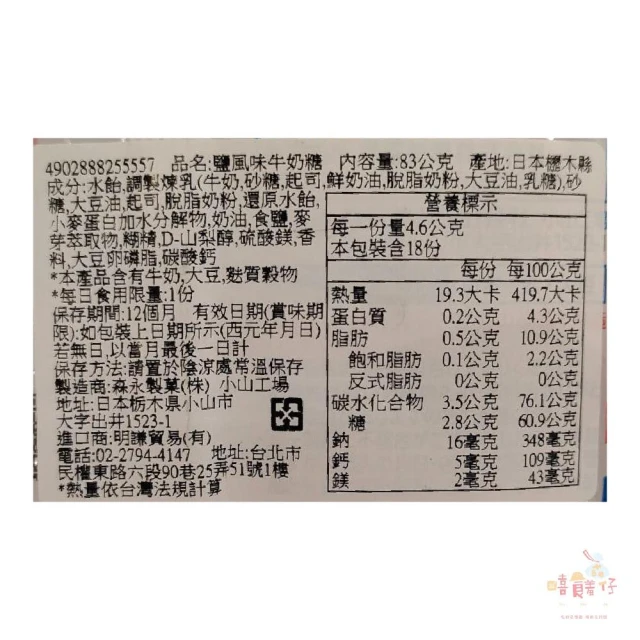 4902888255557 品名:鹽風味牛奶糖 內容量:83公克 產地:日本櫪木縣
成分:水飴,調製煉乳(牛奶,砂糖,起司,鮮奶油,脫脂奶粉,大豆油,乳糖),砂
糖,大豆油,起司,脫脂奶粉,還原水飴,
小麥蛋白加水分解物,奶油,食鹽,麥
芽萃取物,糊精,D-山梨醇,硫酸鎂,香
料,大豆卵磷脂,碳酸鈣
*本產品含有牛奶,大豆,麩質穀物
*每日食用限量:1份
保存期間:12個月 有效日期(賞味期
限):如包裝上日期所示(西元年月日)
若無日,以當月最後一日計
保存方法:請置於陰涼處常溫保存
製造商:森永製菓(株) 小山工場
地址:日本栃木県小山市
大字出井1523-1
進口商:明謙貿易(有)
電話:02-2794-4147 地址:台北市
民權東路六段90巷25弄51號1樓
*熱量依台灣法規計算
營養標示
每一份量4.6公克
本包裝含18份
每份 每100公克
熱量 19.3大卡 419.7大卡
蛋白質 0.2公克 4.3公克
脂肪 0.5公克 10.9公克
飽和脂肪 0.1公克 2.2公克
反式脂肪 0公克 0公克
碳水化合物 3.5公克 76.1公克
糖 2.8公克 60.9公克
鈉 16毫克 348毫克
鈣 5毫克 109毫克
鎂 2毫克 43毫克